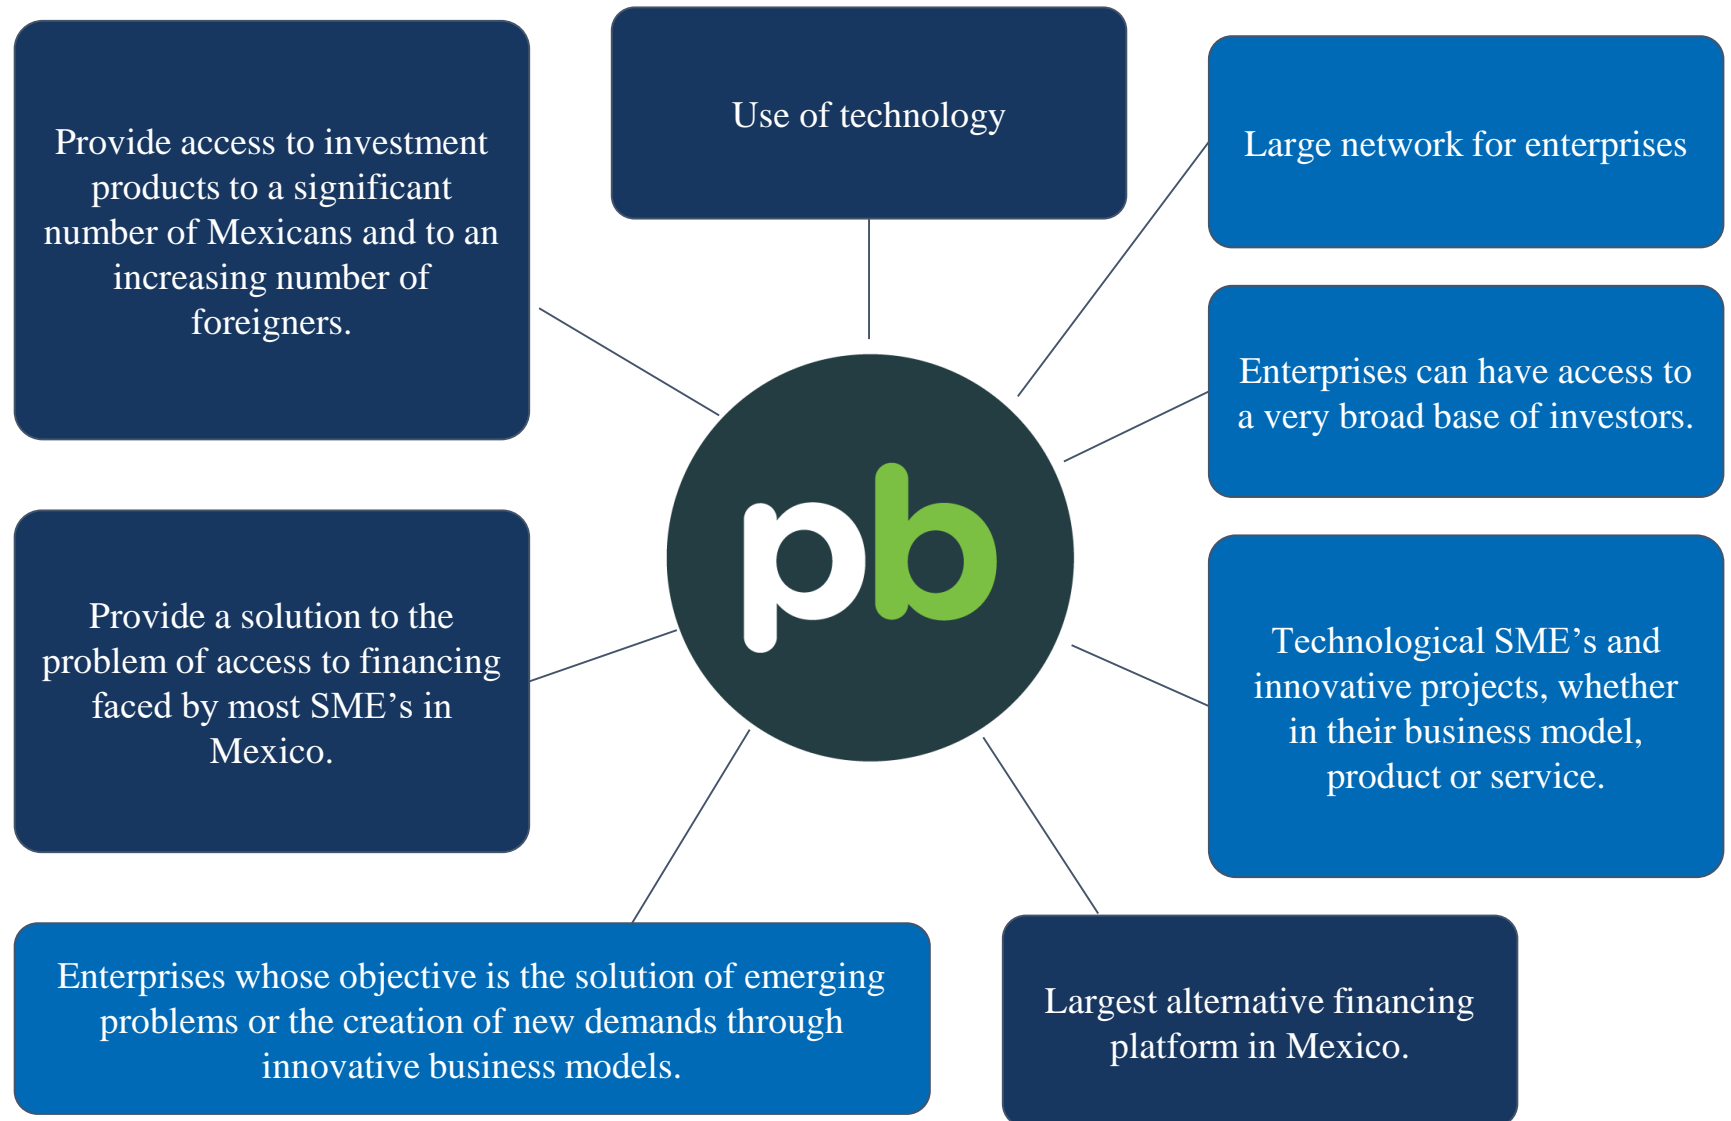 Provide access to investment
products to a significant
number of Mexicans and to an
increasing number of
foreigners.
Use of technology
Large network for enterprises
Enterprises can have access to
a very broad base of investors.
pb
Provide a solution to the
problem of access to financing
faced by most SME’s in
Mexico.
Technological SME’s and
innovative projects, whether
in their business model,
product or service.
Enterprises whose objective is the solution of emerging
problems or the creation of new demands through
innovative business models.
Largest alternative financing
platform in Mexico.